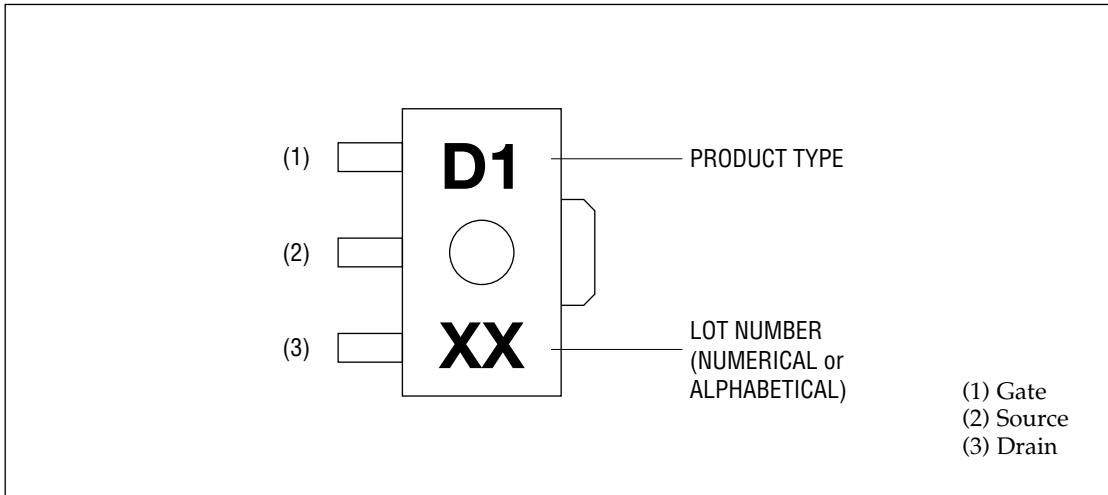 (1)
D1
PRODUCT TYPE
(2)
(3)
XX
LOT NUMBER
(NUMERICAL or
ALPHABETICAL)
(1) Gate
(2) Source
(3) Drain